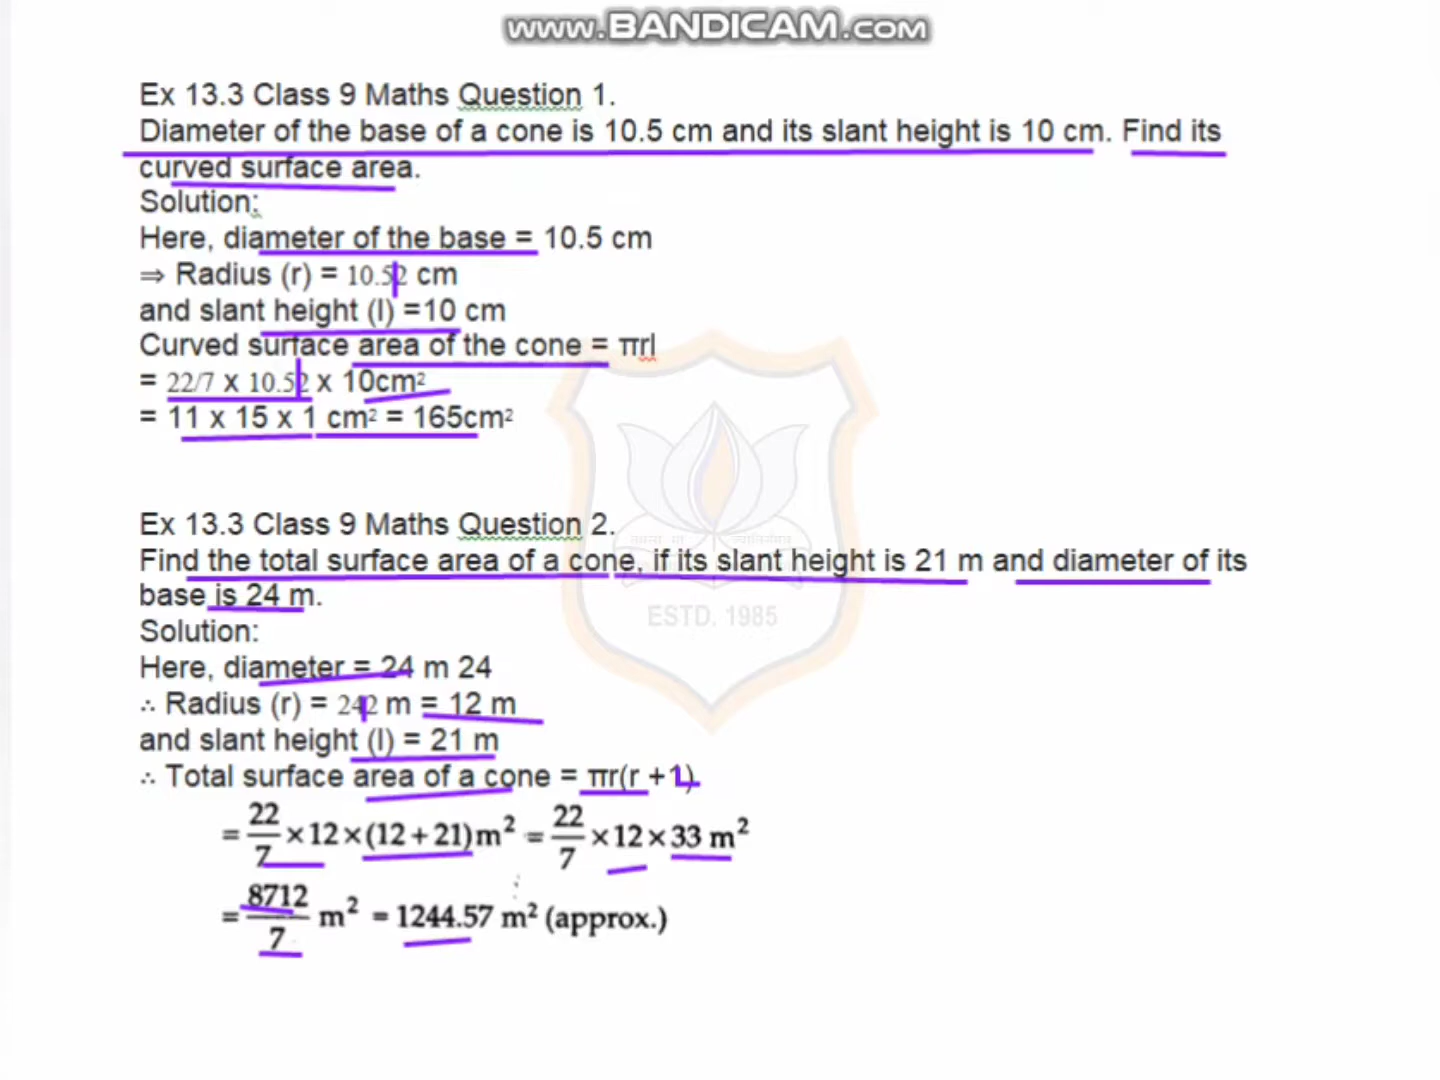 www.BANDICAM.com
Ex 13.3 Class 9 Maths Question 1.
Diameter of the base of a cone is 10.5 cm and its slant height is 10 cm. Find its
curved surface area.
Solution:
Here, diameter of the base = 10.5 cm
⇒ Radius (r) = 10.52 cm
and slant height (l) =10 cm
Curved surface area of the cone = πrl
= 22/7 x 10.52 x 10cm²
= 11 x 15 x 1 cm² = 165cm²
Ex 13.3 Class 9 Maths Question 2.
Find the total surface area of a cone, if its slant height is 21 m and diameter of its
base is 24 m.
ESTD. 1985
Solution:
Here, diameter = 24 m 24
∴ Radius (r) = 242 m = 12 m
and slant height (l) = 21 m
∴ Total surface area of a cone = πr(r +1)
= 22/7 × 12 × (12 + 21) m² = 22/7 × 12 × 33 m²
= 8712/7 m² = 1244.57 m² (approx.)